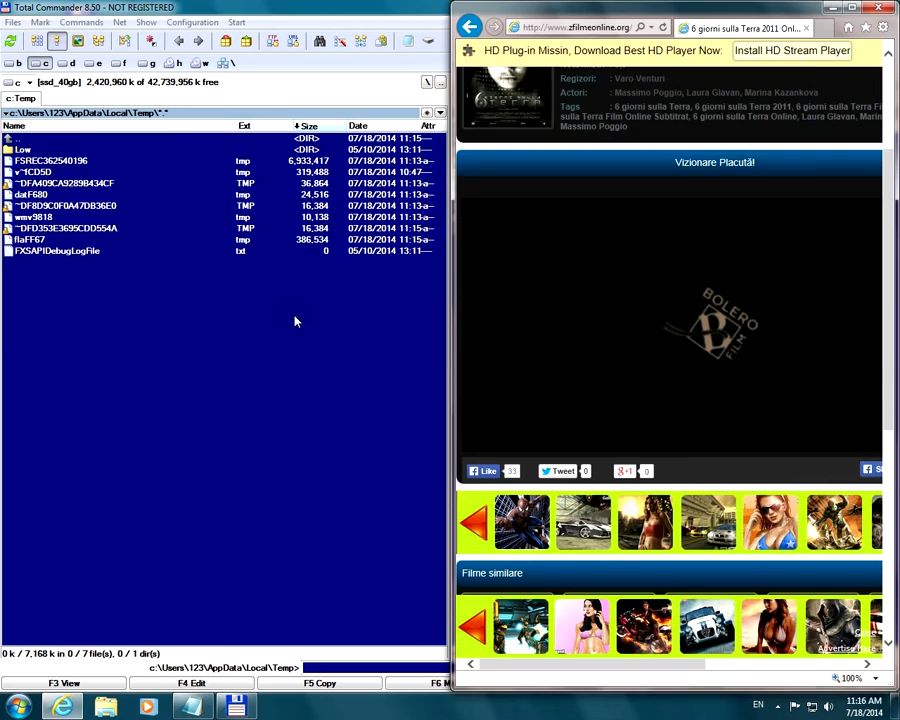 Total Commander 8.50 - NOT REGISTERED
Files Mark Commands Net Show Configuration Start
b c d e f g h w \
c [ssd_40gb] 2,420,960 k of 42,739,956 k free \ ..
c:Temp
c:\Users\123\AppData\Local\Temp\*.*
Name Ext Size Date Attr
.. <DIR> 07/18/2014 11:15
Low <DIR> 05/10/2014 13:11
FSREC362540196 tmp 6,933,417 07/18/2014 11:13 -a--
v~fCD5D tmp 319,488 07/18/2014 10:47
~DFA409CA9289B434CF TMP 36,864 07/18/2014 11:13 -a--
datF680 tmp 24,516 07/18/2014 11:13 -a--
~DF8D9C0F0A47DB36E0 TMP 16,384 07/18/2014 11:13 -a--
wmv9818 tmp 10,138 07/18/2014 11:13 -a--
~DFD353E3695CDD554A TMP 16,384 07/18/2014 11:15 -a--
flaFF67 tmp 386,534 07/18/2014 11:15 -a--
FXSAPIDebugLogFile txt 0 05/10/2014 13:11
0 k / 7,168 k in 0 / 7 file(s), 0 / 1 dir(s)
c:\Users\123\AppData\Local\Temp>
F3 View F4 Edit F5 Copy
http://www.zfilmeonline.org 6 giorni sulla Terra 2011 Onl...
HD Plug-in Missin, Download Best HD Player Now: Install HD Stream Player
Regizori: : Varo Venturi
Actori: : Massimo Poggio, Laura Glavan, Marina Kazankova
Tags : 6 giorni sulla Terra, 6 giorni sulla Terra 2011, 6 giorni sulla Terra Fi
sulla Terra Film Online Subtitrat, 6 giorni sulla Terra Online, Laura Glavan, Marina
Massimo Poggio
Vizionare Placută!
BOLERO
B
FILM
Like 33 Tweet 0 +1 0
Filme similare
Advertise Here
100%
EN 11:16 AM
7/18/2014